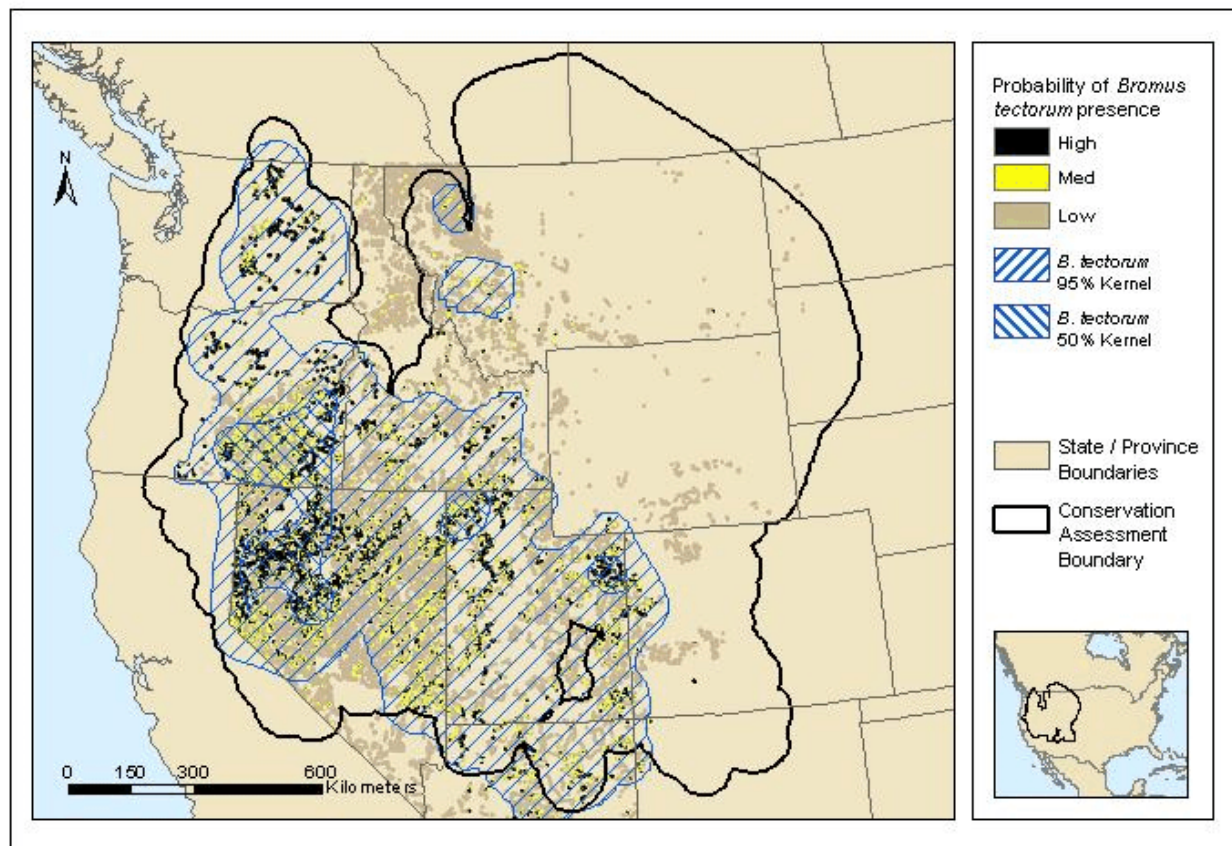 N
0 150 300 600
Kilometers
Probability of Bromus
tectorum presence
High
Med
Low
B. tectorum
95% Kernel
B. tectorum
50% Kernel
State / Province
Boundaries
Conservation
Assessment
Boundary